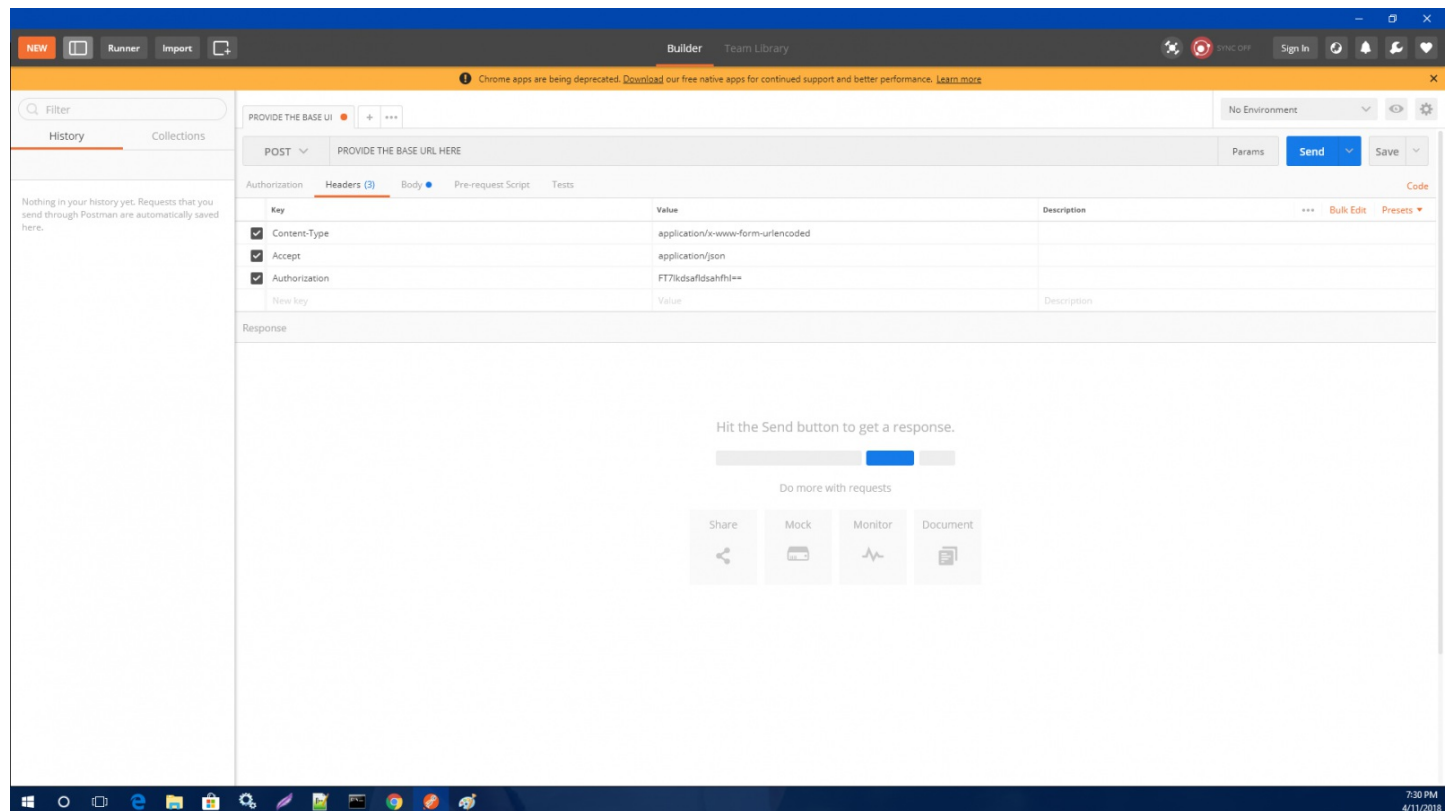 NEW Runner Import Builder Team Library SYNC OFF Sign In
Chrome apps are being deprecated. Download our free native apps for continued support and better performance. Learn more
Filter
History Collections
Nothing in your history yet. Requests that you
send through Postman are automatically saved
here.
PROVIDE THE BASE UI + ••• No Environment
POST PROVIDE THE BASE URL HERE Params Send Save
Authorization Headers (3) Body Pre-request Script Tests Code
Key Value Description ••• Bulk Edit Presets
Content-Type application/x-www-form-urlencoded
Accept application/json
Authorization FT7lkdsafldsahfhl==
New key Value Description
Response
Hit the Send button to get a response.
Do more with requests
Share Mock Monitor Document
7:30 PM
4/11/2018